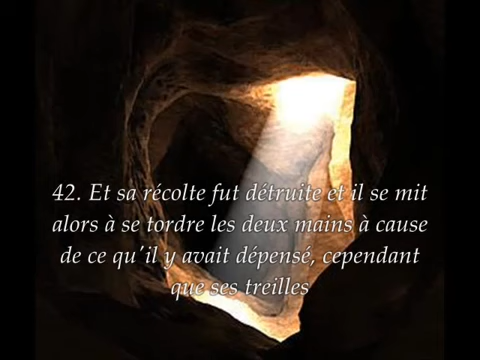 42. Et sa récolte fut détruite et il se mit
alors à se tordre les deux mains à cause
de ce qu'il y avait dépensé, cependant
que ses treilles